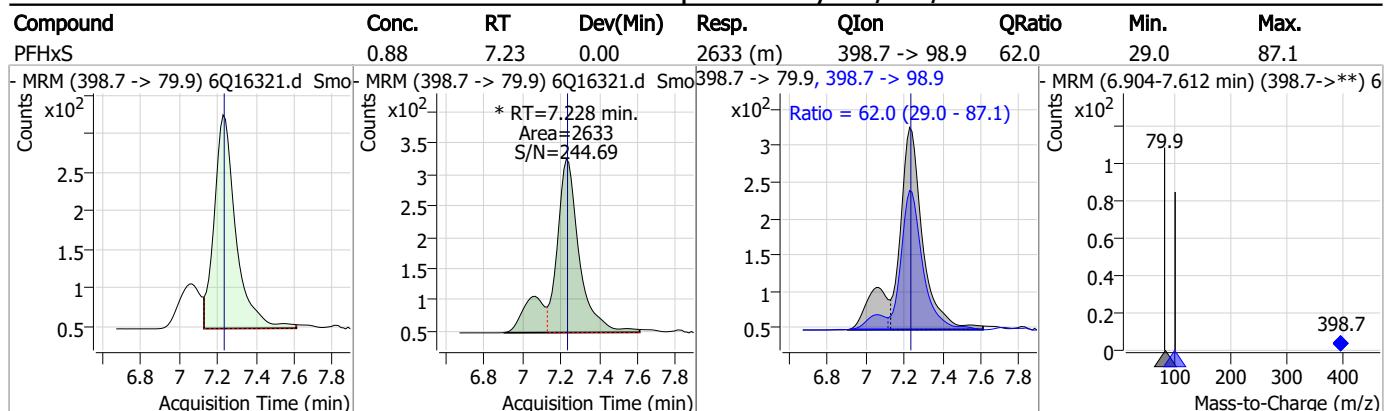 Compound Conc. RT Dev(Min) Resp. QIon QRatio Min. Max.
PFHxS 0.88 7.23 0.00 2633 (m) 398.7 -> 98.9 62.0 29.0 87.1
- MRM (398.7 -> 79.9) 6Q16321.d Smo
Counts
x10²
2.5
2
1.5
1
0.5
6.8 7 7.2 7.4 7.6 7.8
Acquisition Time (min)
- MRM (398.7 -> 79.9) 6Q16321.d Smo
Counts
x10²
* RT=7.228 min.
Area=2633
S/N=244.69
3.5
3
2.5
2
1.5
1
0.5
6.8 7 7.2 7.4 7.6 7.8
Acquisition Time (min)
398.7 -> 79.9, 398.7 -> 98.9
Counts
x10²
Ratio = 62.0 (29.0 - 87.1)
3
2.5
2
1.5
1
0.5
6.8 7 7.2 7.4 7.6 7.8
Acquisition Time (min)
- MRM (6.904-7.612 min) (398.7->**) 6
Counts
x10²
79.9
1
0.8
0.6
0.4
0.2
0
398.7
100 200 300 400
Mass-to-Charge (m/z)